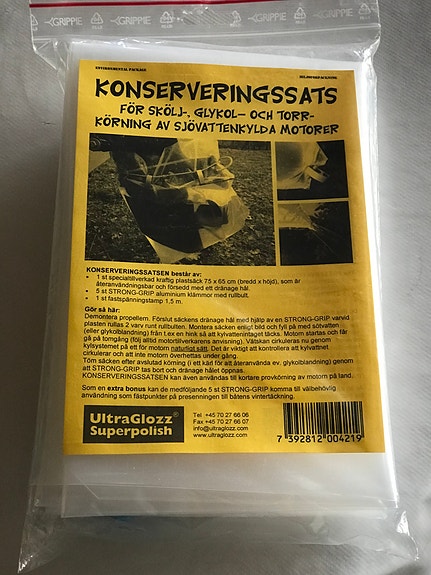 GRIPPIE GRIPPIE GRIPPIE
ENVIRONMENTAL PACKAGE MILJÖFÖRPACKNING
KONSERVERINGSSATS
FÖR SKÖLJ-, GLYKOL- OCH TORR-
KÖRNING AV SJÖVATTENKYLDA MOTORER
KONSERVERINGSSATSEN består av:
• 1 st specialtillverkad kraftig plastsäck 75 x 65 cm (bredd x höjd), som är
återanvändningsbar och försedd med ett dränage hål.
• 5 st STRONG-GRIP aluminium klämmor med rullbult.
• 1 st fastspänningstamp 1,5 m.
Gör så här:
Demontera propellern. Förslut säckens dränage hål med hjälp av en STRONG-GRIP varvid
plasten rullas 2 varv runt rullbulten. Montera säcken enligt bild och fyll på med sötvatten
(eller glykolblandning) från t.ex en hink så att kylvattenintaget täcks. Motorn startas och får
gå på tomgång (följ alltid motortillverkarens anvisning). Vätskan cirkuleras nu genom
kylsystemet på ett för motorn naturligt sätt. Det är viktigt att kontrollera att kylvattnet
cirkulerar och att inte motorn överhettas under gång.
Töm säcken efter avslutad körning (i ett kärl för att återanvända ev. glykolblandning) genom
att STRONG-GRIP tas bort och dränage hålet öppnas.
KONSERVERINGSSATSEN kan även användas till kortare provkörning av motorn på land.
Som en extra bonus kan de medföljande 5 st STRONG-GRIP komma till välbehövlig
användning som fästpunkter på presenningen till båtens vintertäckning.
UltraGlozz®
Superpolish
Tel +45 70 27 66 06
Fax +45 70 27 66 07
info@ultraglozz.com
www.ultraglozz.com
7 392812 004219